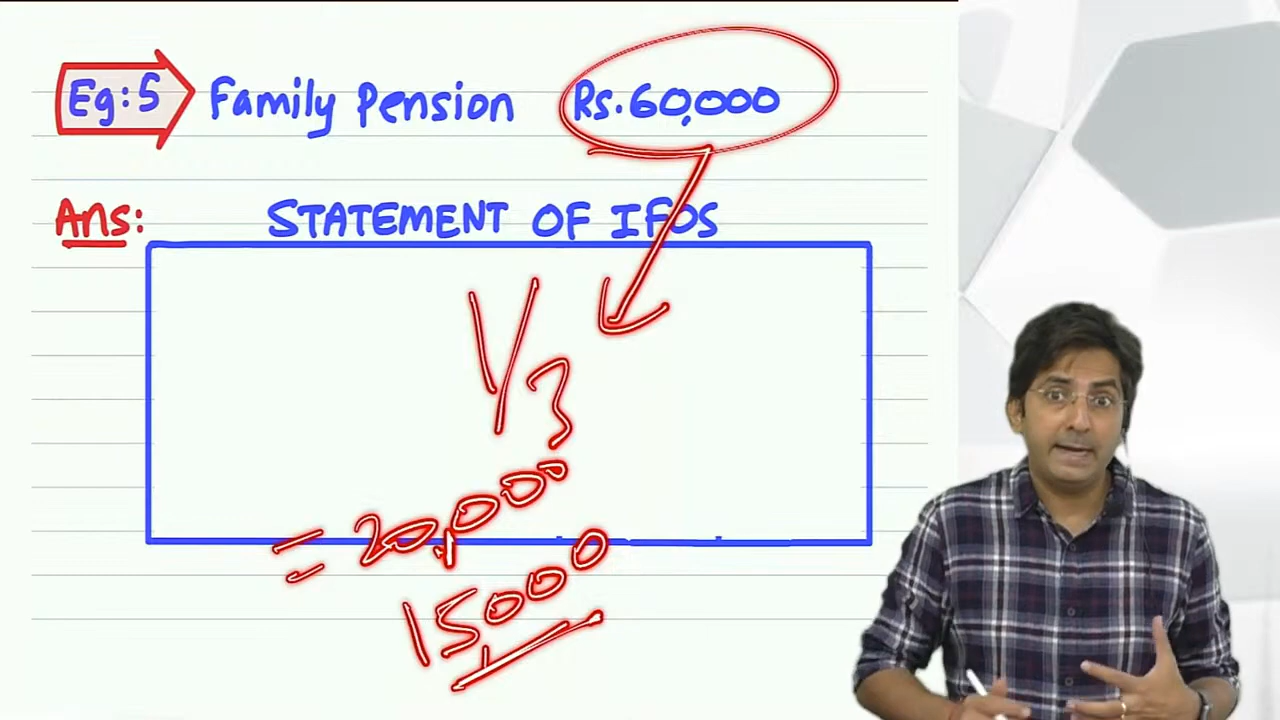 Eg: 5 Family Pension Rs. 60,000
Ans: STATEMENT OF IFOS
1/3
= 20,000
15000